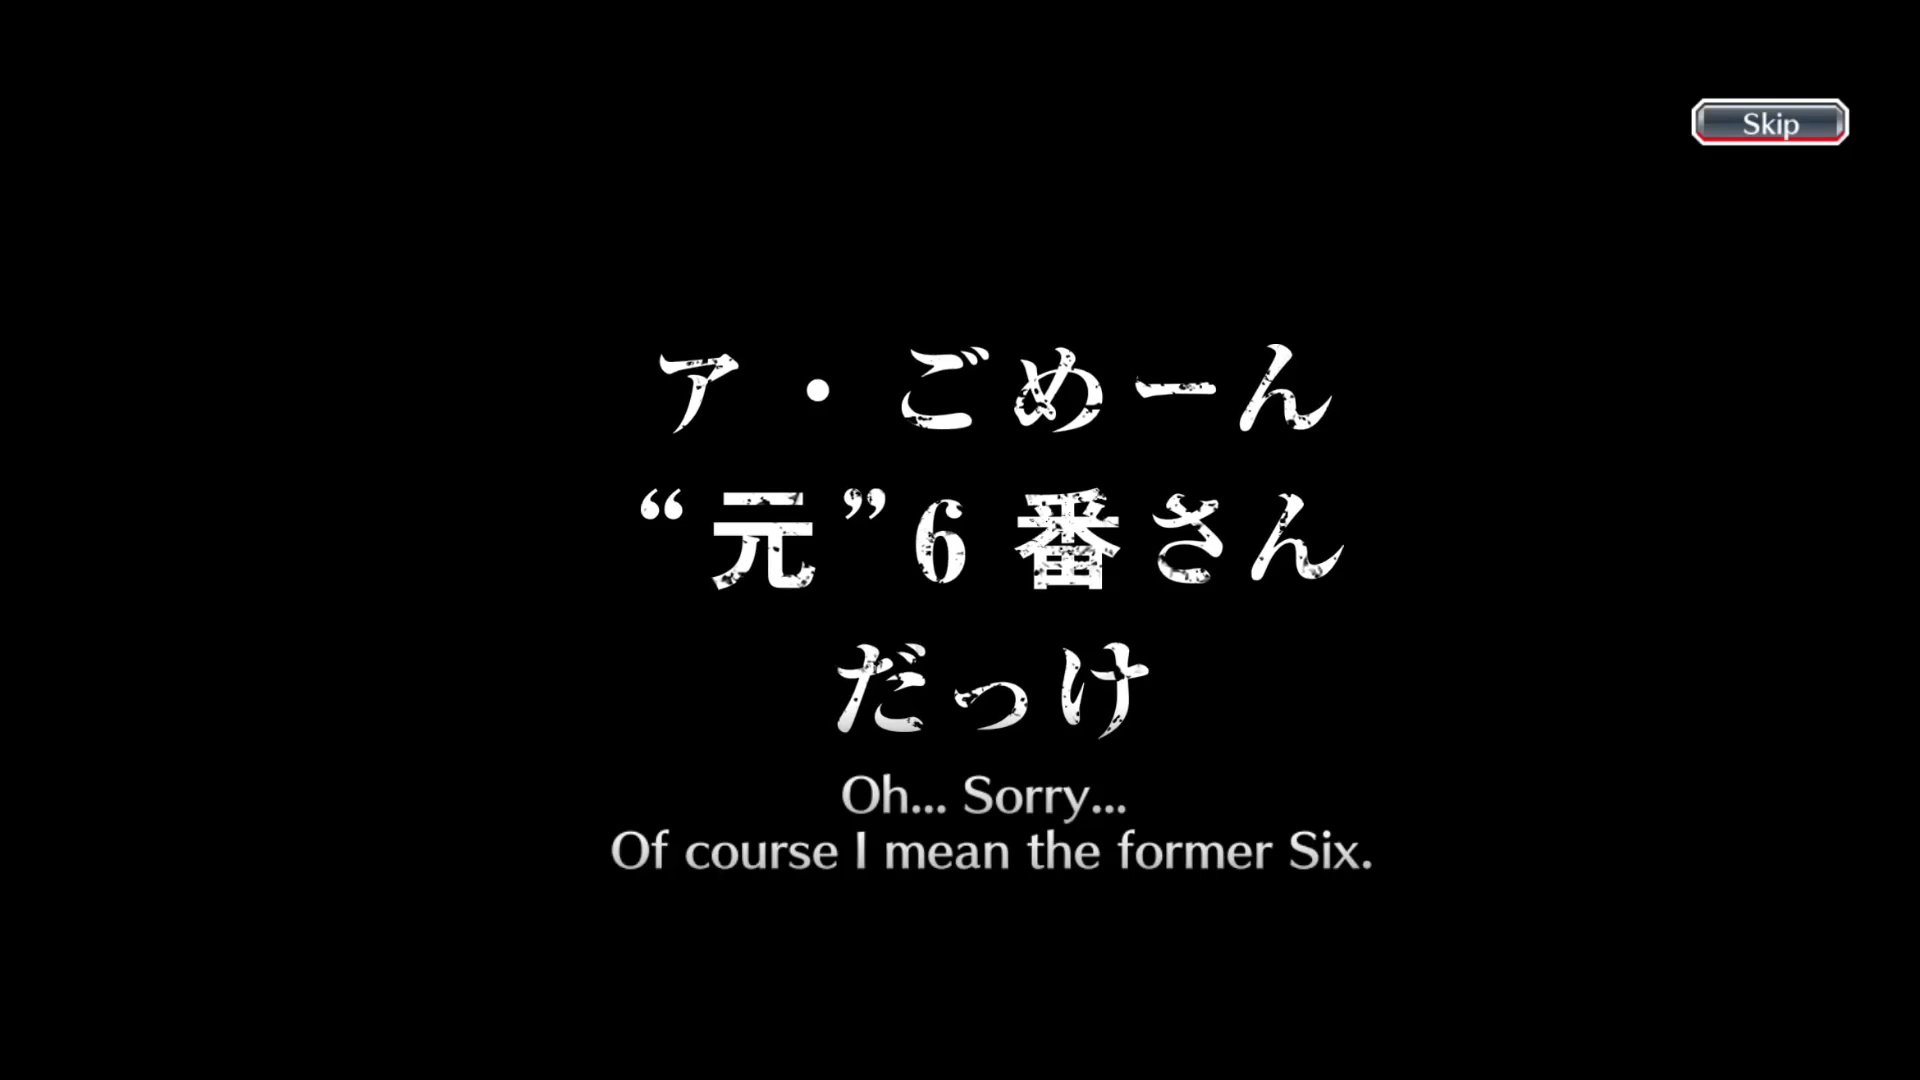 Skip
ア・ごめーん
“元”6番さん
だっけ
Oh... Sorry...
Of course I mean the former Six.